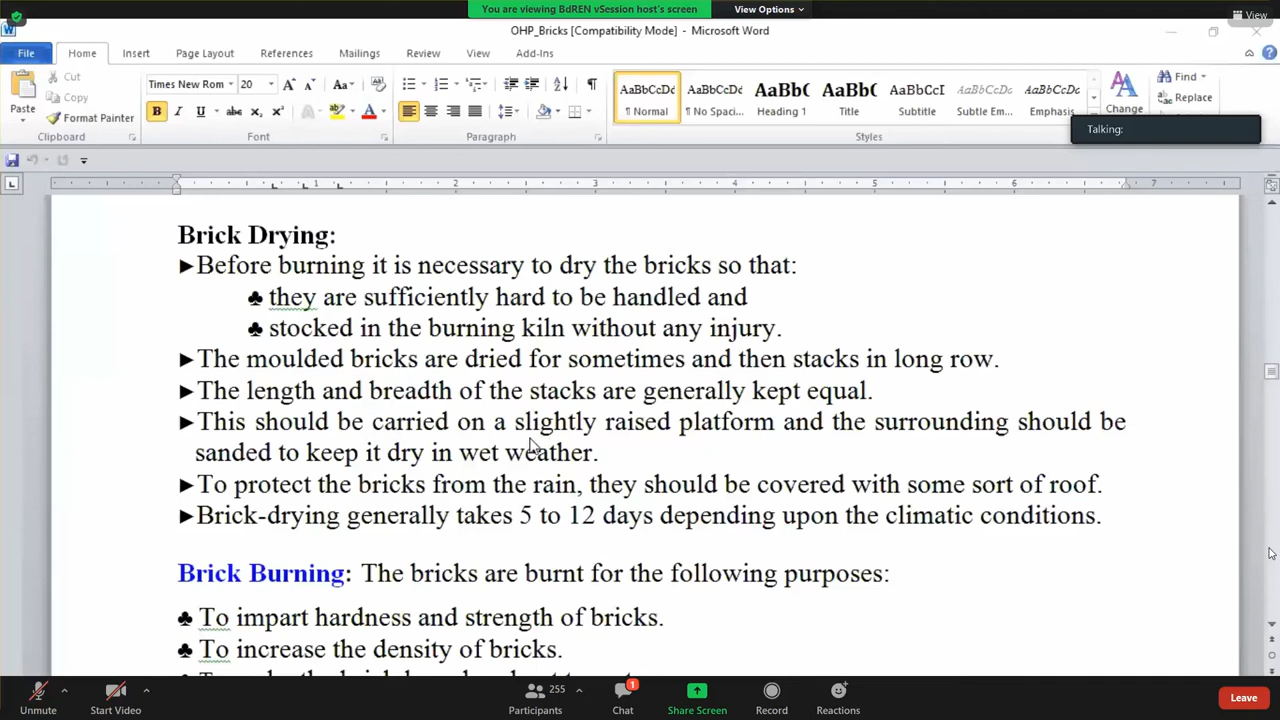 You are viewing BdREN vSession host's screen
View Options
View
OHP_Bricks [Compatibility Mode] - Microsoft Word
File Home Insert Page Layout References Mailings Review View Add-Ins
Cut
Copy
Format Painter
Paste
Times New Rom 20
AaBbCcDc AaBbCcDc AaBbC AaBbC AaBbCcI AaBbCcDc AaBbCcDc
¶ Normal ¶ No Spaci... Heading 1 Title Subtitle Subtle Em... Emphasis
Change
Find
Replace
Clipboard Font Paragraph Styles
Talking:
1 2 3 4 5 6 7
Brick Drying:
►Before burning it is necessary to dry the bricks so that:
♣ they are sufficiently hard to be handled and
♣ stocked in the burning kiln without any injury.
►The moulded bricks are dried for sometimes and then stacks in long row.
►The length and breadth of the stacks are generally kept equal.
►This should be carried on a slightly raised platform and the surrounding should be
sanded to keep it dry in wet weather.
►To protect the bricks from the rain, they should be covered with some sort of roof.
►Brick-drying generally takes 5 to 12 days depending upon the climatic conditions.
Brick Burning: The bricks are burnt for the following purposes:
♣ To impart hardness and strength of bricks.
♣ To increase the density of bricks.
Unmute
Start Video
Participants 255
Chat 1
Share Screen
Record
Reactions
Leave